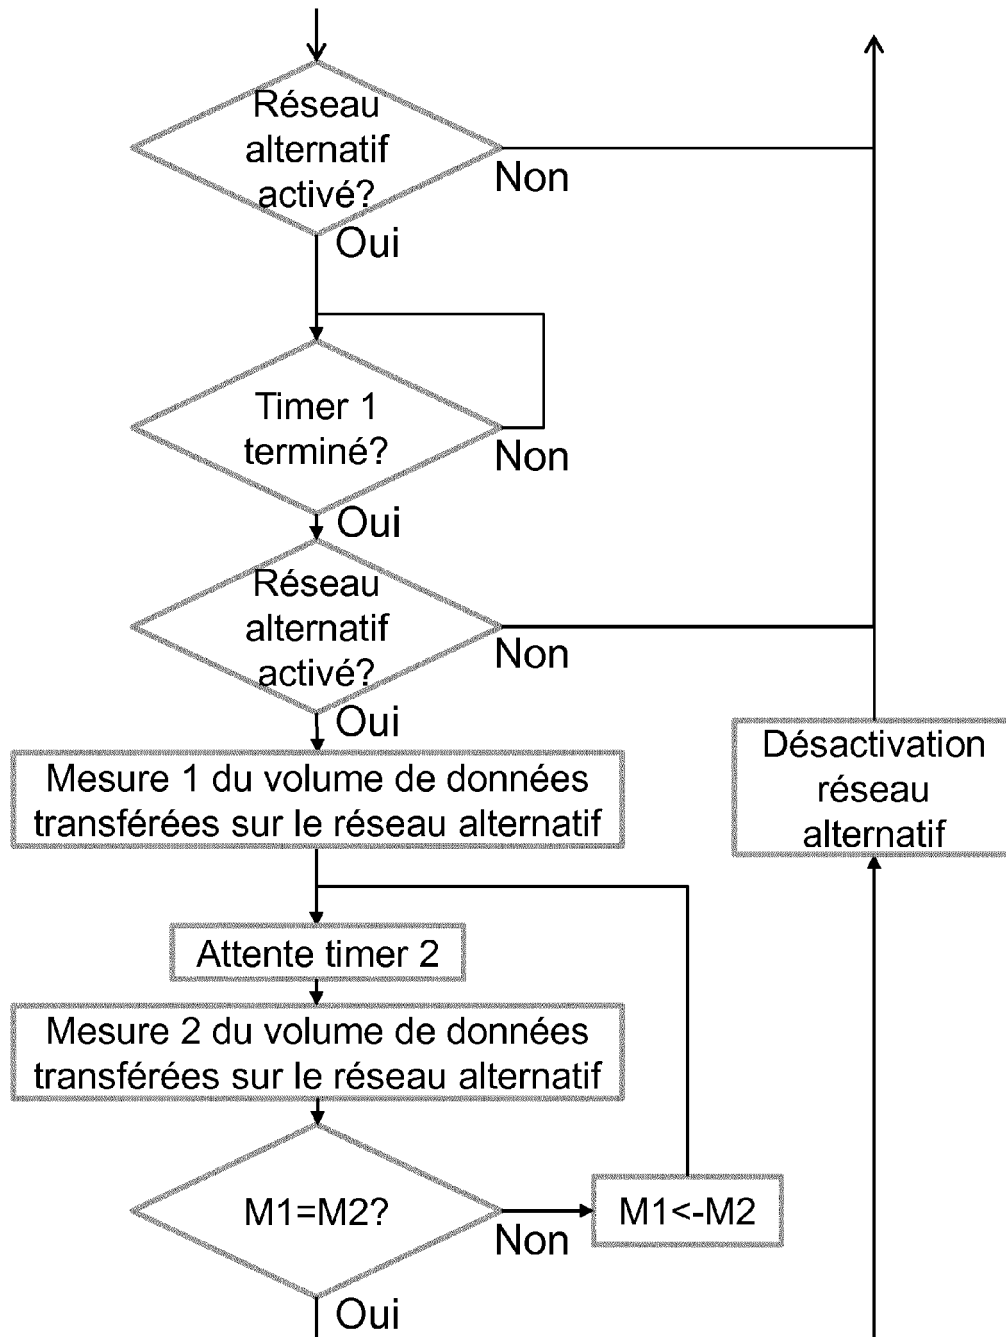 Réseau
alternatif
activé?
Non
Oui
Timer 1
terminé?
Non
Oui
Réseau
alternatif
activé?
Non
Oui
Mesure 1 du volume de données
transférées sur le réseau alternatif
Désactivation
réseau
alternatif
Attente timer 2
Mesure 2 du volume de données
transférées sur le réseau alternatif
M1=M2?
Non
M1<-M2
Oui